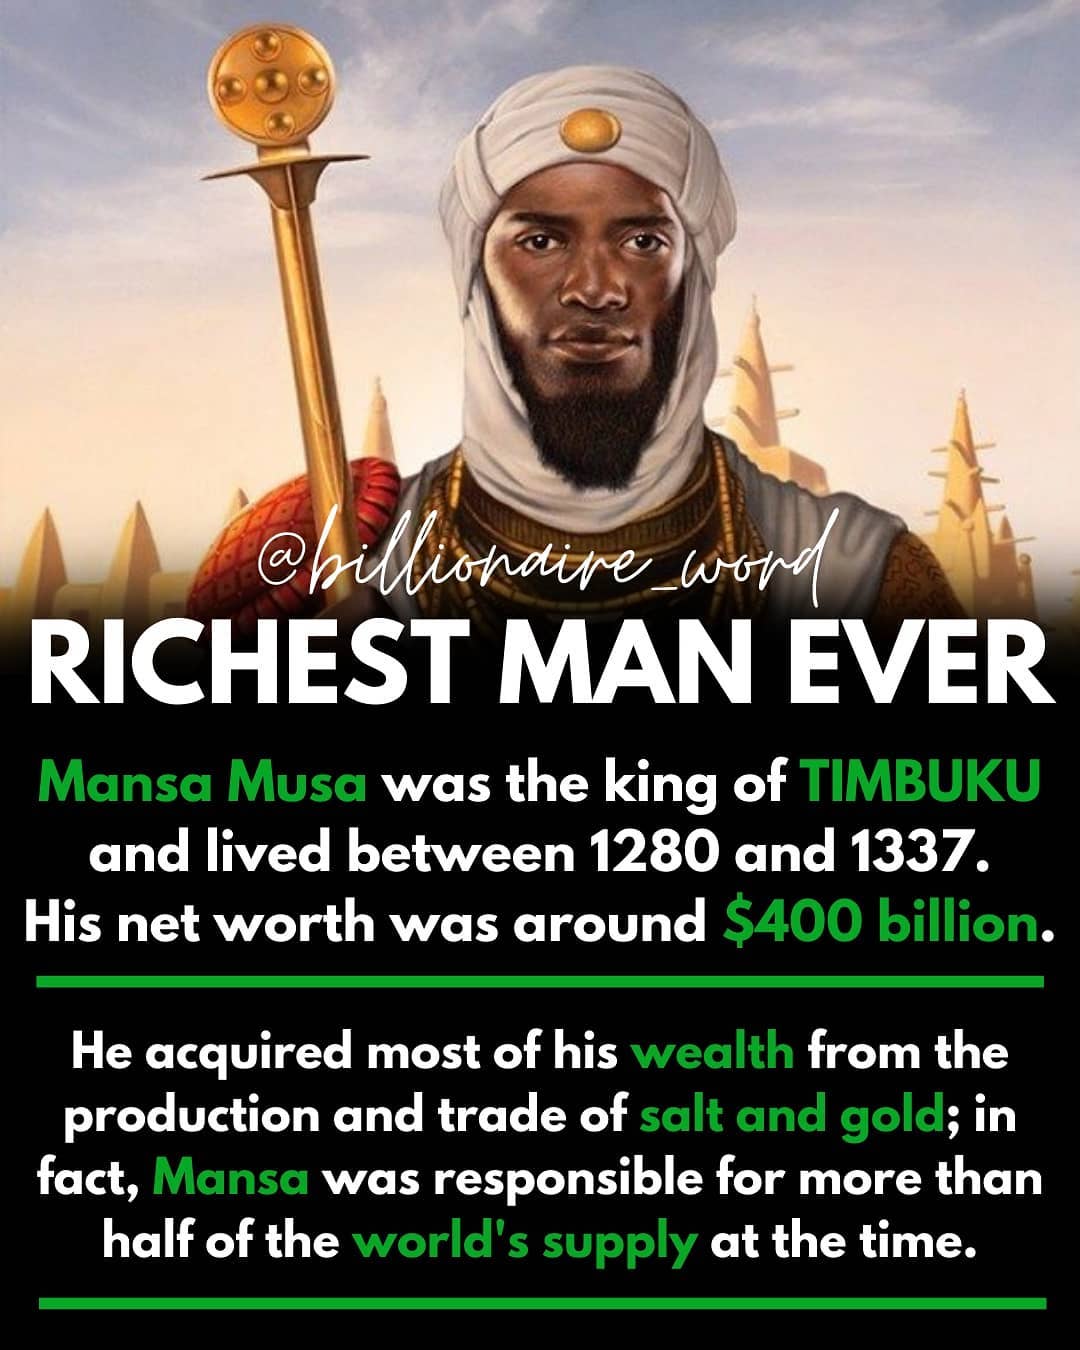 @billionaire_word
RICHEST MAN EVER
Mansa Musa was the king of TIMBUKU
and lived between 1280 and 1337.
His net worth was around $400 billion.
He acquired most of his wealth from the
production and trade of salt and gold; in
fact, Mansa was responsible for more than
half of the world's supply at the time.